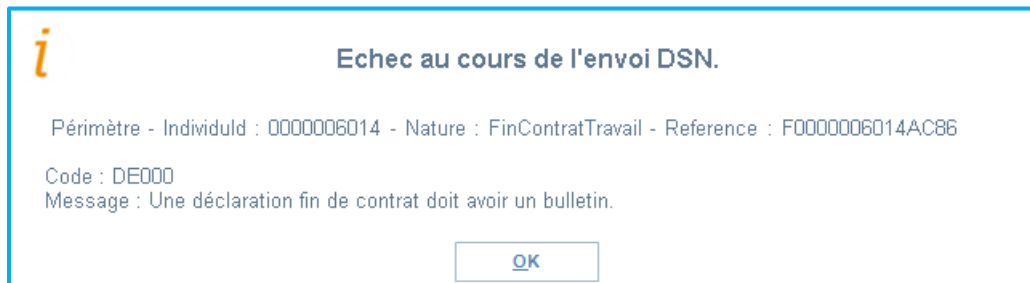 Echec au cours de l'envoi DSN.
Périmètre - IndividuId : 0000006014 - Nature : FinContratTravail - Reference : F0000006014AC86
Code : DE000
Message : Une déclaration fin de contrat doit avoir un bulletin.
OK